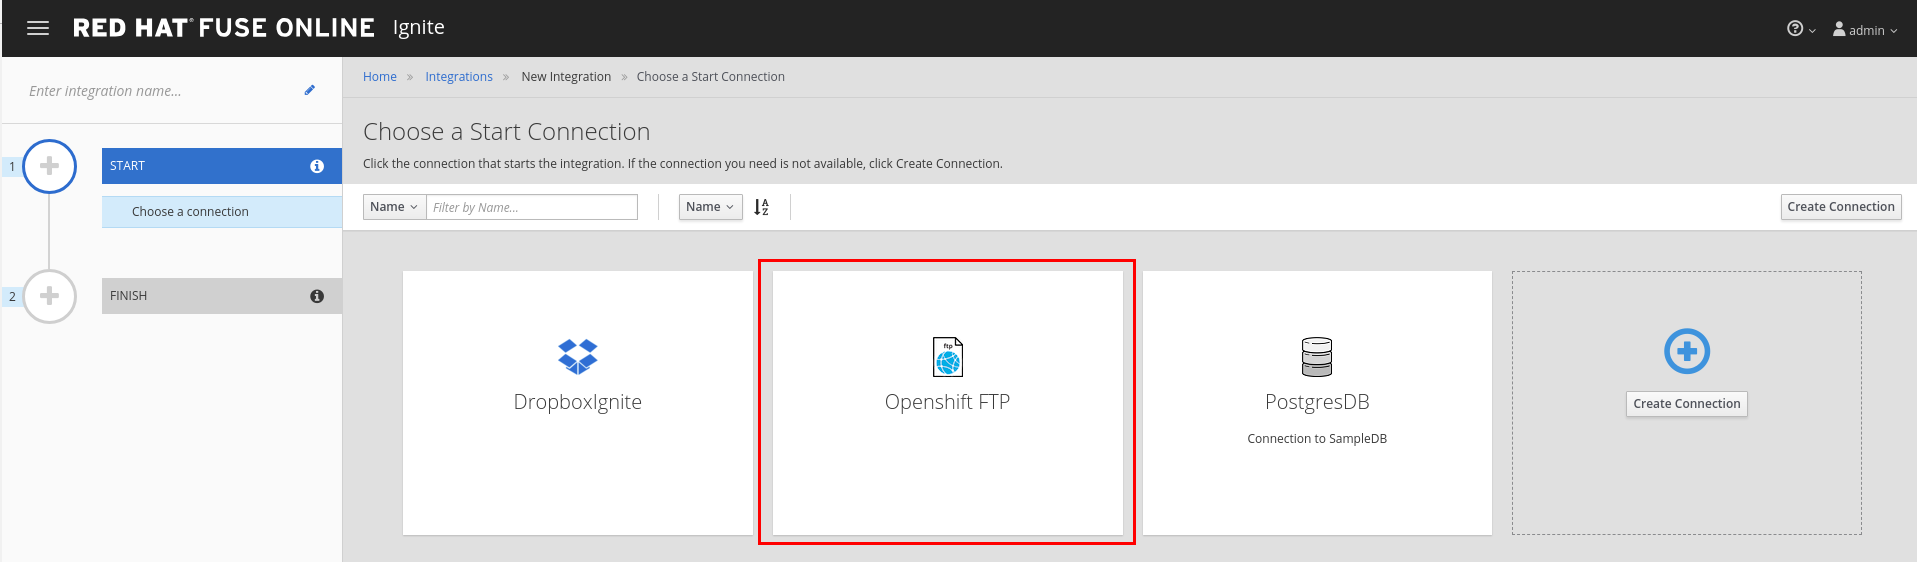 RED HAT® FUSE ONLINE Ignite
admin
Enter integration name...
1
START
Choose a connection
2
FINISH
Home » Integrations » New Integration » Choose a Start Connection
Choose a Start Connection
Click the connection that starts the integration. If the connection you need is not available, click Create Connection.
Name Filter by Name... Name AZ Create Connection
DropboxIgnite
ftp
Openshift FTP
PostgresDB
Connection to SampleDB
Create Connection